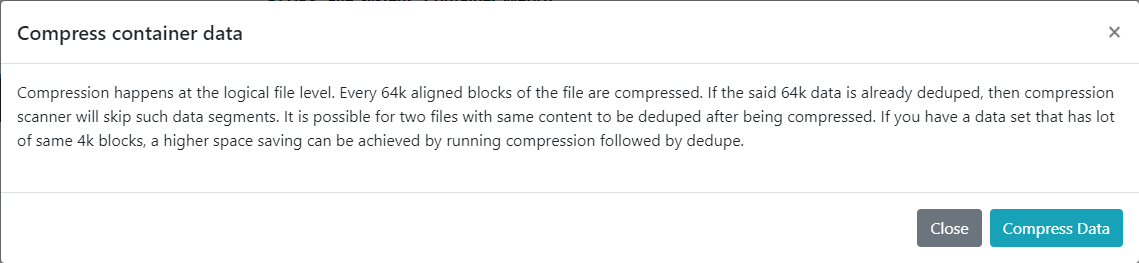 Compress container data
×
Compression happens at the logical file level. Every 64k aligned blocks of the file are compressed. If the said 64k data is already deduped, then compression
scanner will skip such data segments. It is possible for two files with same content to be deduped after being compressed. If you have a data set that has lot
of same 4k blocks, a higher space saving can be achieved by running compression followed by dedupe.
Close
Compress Data